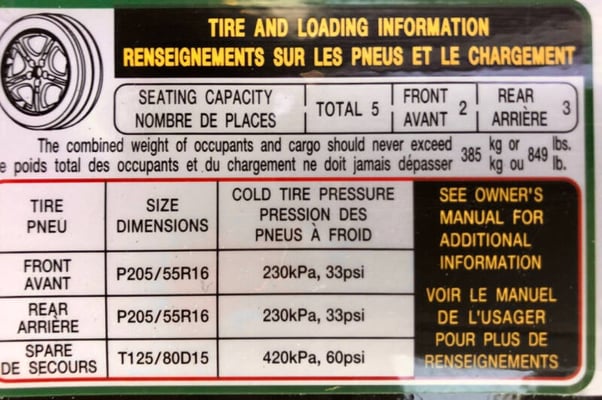 TIRE AND LOADING INFORMATION
RENSEIGNEMENTS SUR LES PNEUS ET LE CHARGEMENT
SEATING CAPACITY
NOMBRE DE PLACES
TOTAL 5
FRONT
AVANT
2
REAR
ARRIÈRE
3
The combined weight of occupants and cargo should never exceed
e poids total des occupants et du chargement ne doit jamais dépasser
385
kg or
kg ou
849
lbs.
lb.
TIRE
PNEU
SIZE
DIMENSIONS
COLD TIRE PRESSURE
PRESSION DES
PNEUS À FROID
FRONT
AVANT
P205/55R16
230kPa, 33psi
REAR
ARRIÈRE
P205/55R16
230kPa, 33psi
SPARE
DE SECOURS
T125/80D15
420kPa, 60psi
SEE OWNER'S
MANUAL FOR
ADDITIONAL
INFORMATION
VOIR LE MANUEL
DE L'USAGER
POUR PLUS DE
RENSEIGNEMENTS